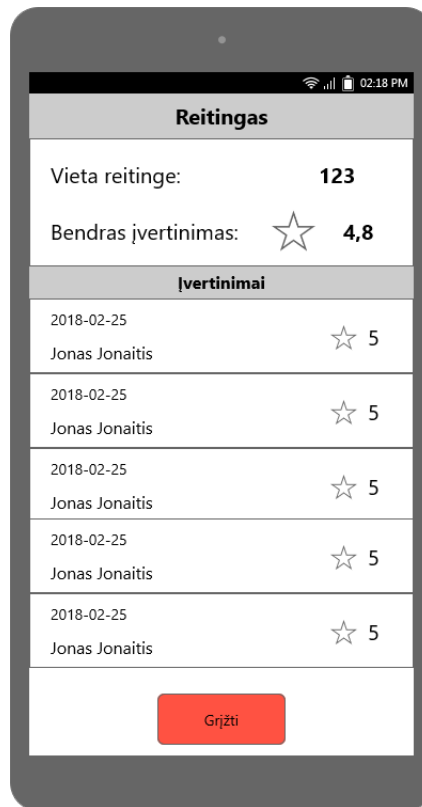 02:18 PM
Reitingas
Vieta reitinge: 123
Bendras įvertinimas: 4,8
Įvertinimai
2018-02-25
Jonas Jonaitis 5
2018-02-25
Jonas Jonaitis 5
2018-02-25
Jonas Jonaitis 5
2018-02-25
Jonas Jonaitis 5
2018-02-25
Jonas Jonaitis 5
Grįžti